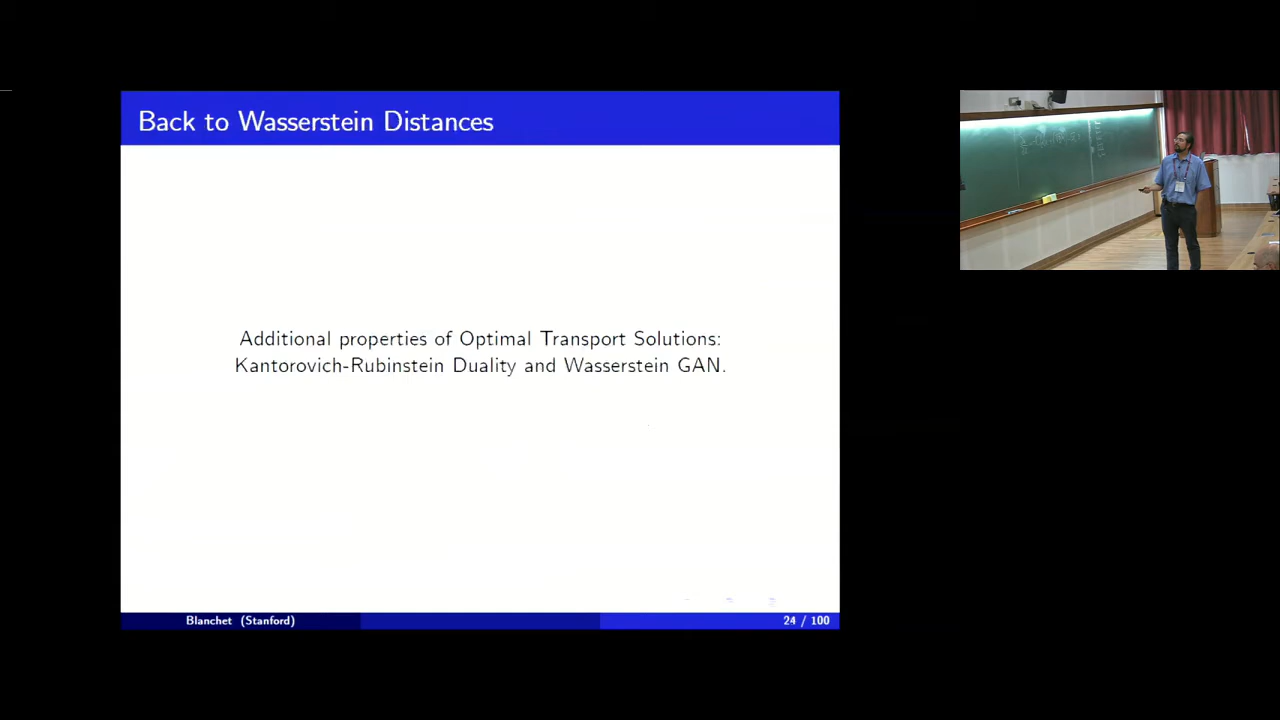 Back to Wasserstein Distances
Additional properties of Optimal Transport Solutions:
Kantorovich-Rubinstein Duality and Wasserstein GAN.
Blanchet (Stanford)
24 / 100